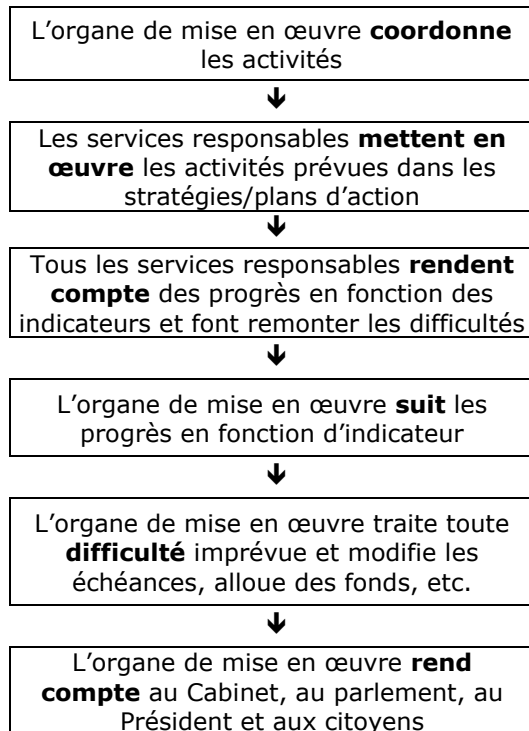 L'organe de mise en œuvre coordonne
les activités
Les services responsables mettent en
œuvre les activités prévues dans les
stratégies/plans d'action
Tous les services responsables rendent
compte des progrès en fonction des
indicateurs et font remonter les difficultés
L'organe de mise en œuvre suit les
progrès en fonction d'indicateur
L'organe de mise en œuvre traite toute
difficulté imprévue et modifie les
échéances, alloue des fonds, etc.
L'organe de mise en œuvre rend
compte au Cabinet, au parlement, au
Président et aux citoyens